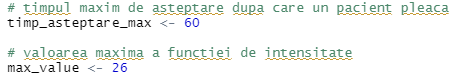 # timpul maxim de asteptare dupa care un pacient pleaca
timp_asteptare_max <- 60
# valoarea maxima a functiei de intensitate
max_value <- 26